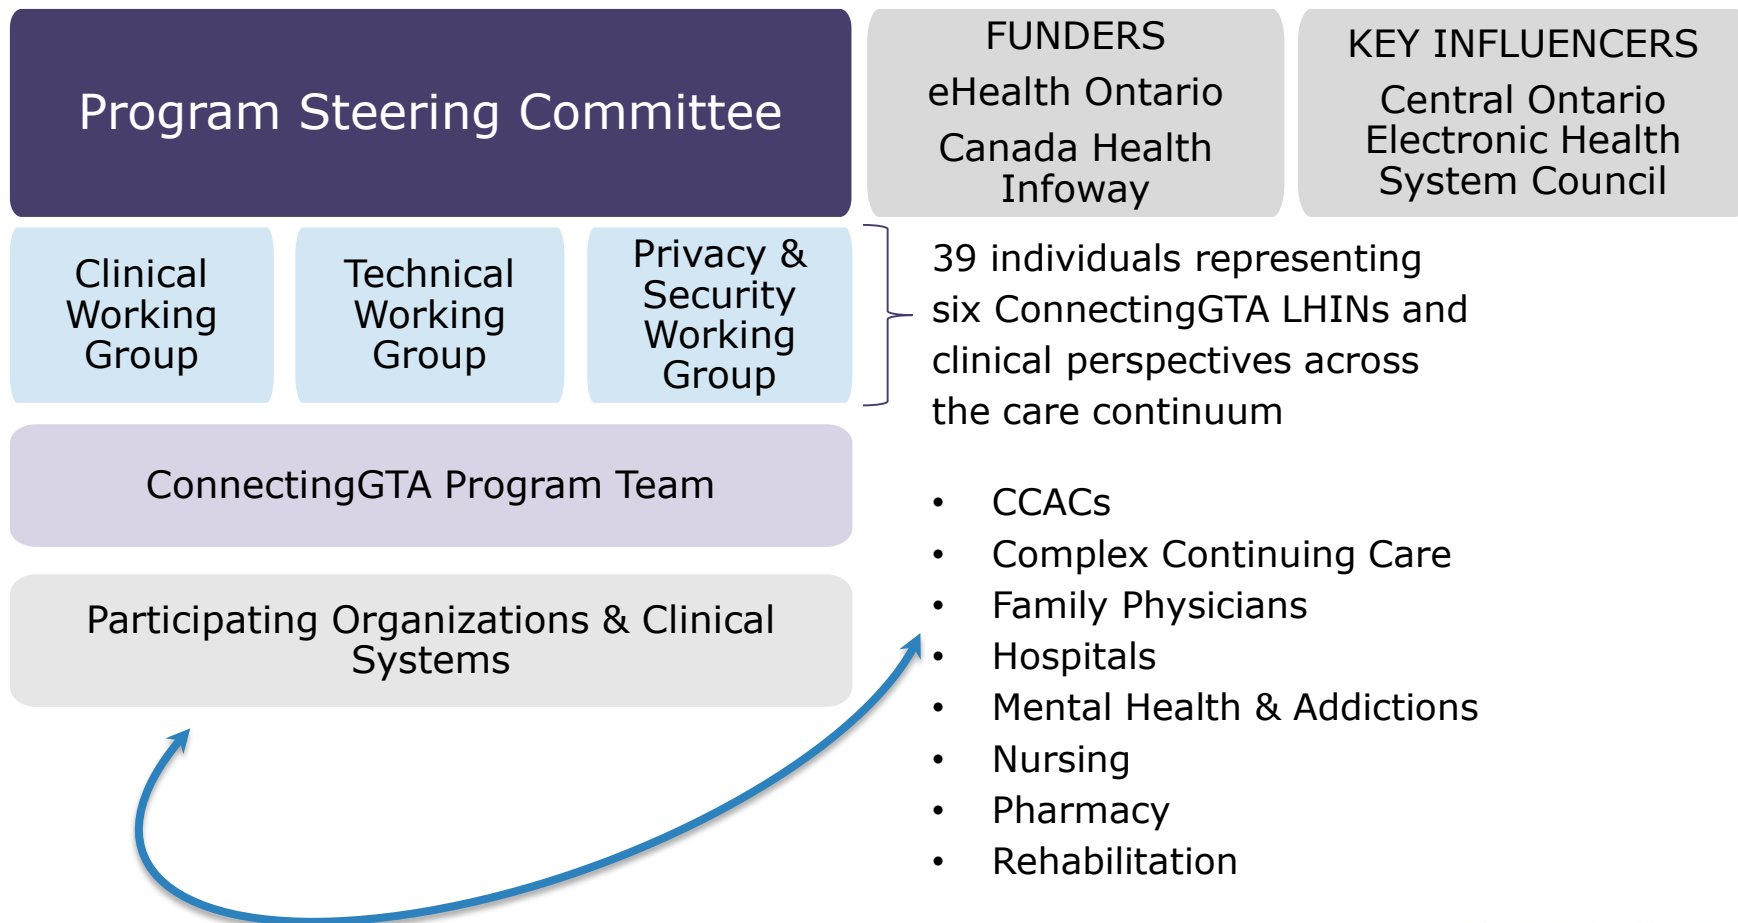 Program Steering Committee
FUNDERS
eHealth Ontario
Canada Health
Infoway
KEY INFLUENCERS
Central Ontario
Electronic Health
System Council
Clinical
Working
Group
Technical
Working
Group
Privacy &
Security
Working
Group
39 individuals representing
six ConnectingGTA LHINs and
clinical perspectives across
the care continuum
ConnectingGTA Program Team
Participating Organizations & Clinical
Systems
• CCACs
• Complex Continuing Care
• Family Physicians
• Hospitals
• Mental Health & Addictions
• Nursing
• Pharmacy
• Rehabilitation